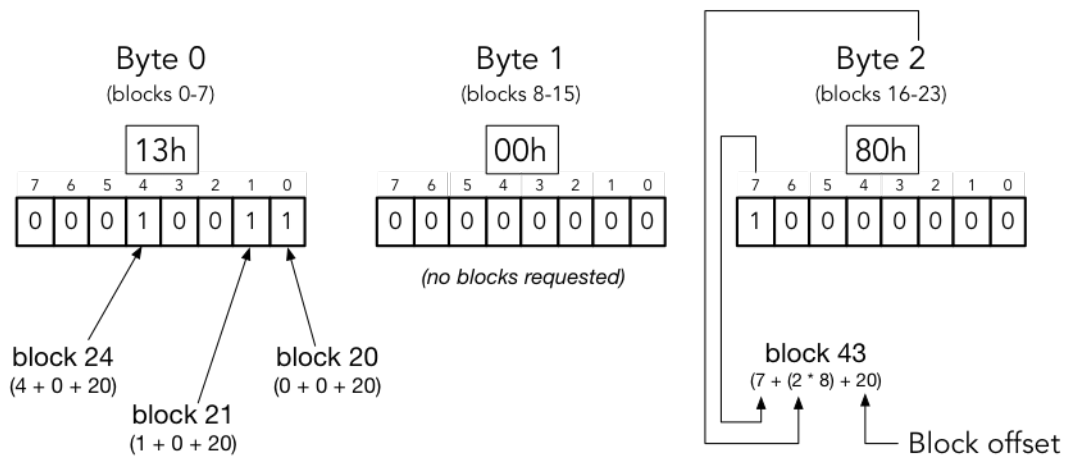 Byte 0
(blocks 0-7)
13h
7 6 5 4 3 2 1 0
0 0 0 1 0 0 1 1
block 24
(4 + 0 + 20)
block 21
(1 + 0 + 20)
block 20
(0 + 0 + 20)
Byte 1
(blocks 8-15)
00h
7 6 5 4 3 2 1 0
0 0 0 0 0 0 0 0
(no blocks requested)
Byte 2
(blocks 16-23)
80h
7 6 5 4 3 2 1 0
1 0 0 0 0 0 0 0
block 43
(7 + (2 * 8) + 20)
Block offset